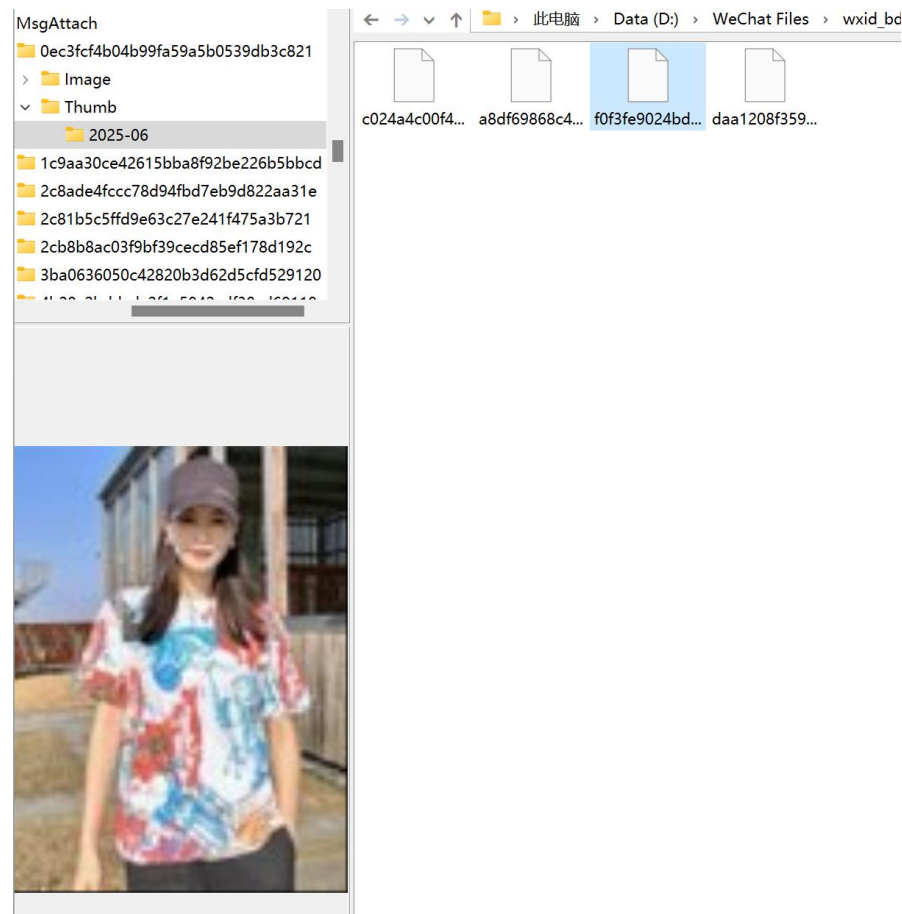 MsgAttach
0ec3fcf4b04b99fa59a5b0539db3c821
Image
Thumb
2025-06
1c9aa30ce42615bba8f92be226b5bbcd
2c8ade4fccc78d94fbd7eb9d822aa31e
2c81b5c5ffd9e63c27e241f475a3b721
2cb8b8ac03f9bf39cecd85ef178d192c
3ba0636050c42820b3d62d5cfd529120
此电脑 › Data (D:) › WeChat Files › wxid_bd
c024a4c00f4... a8df69868c4... f0f3fe9024bd... daa1208f359...